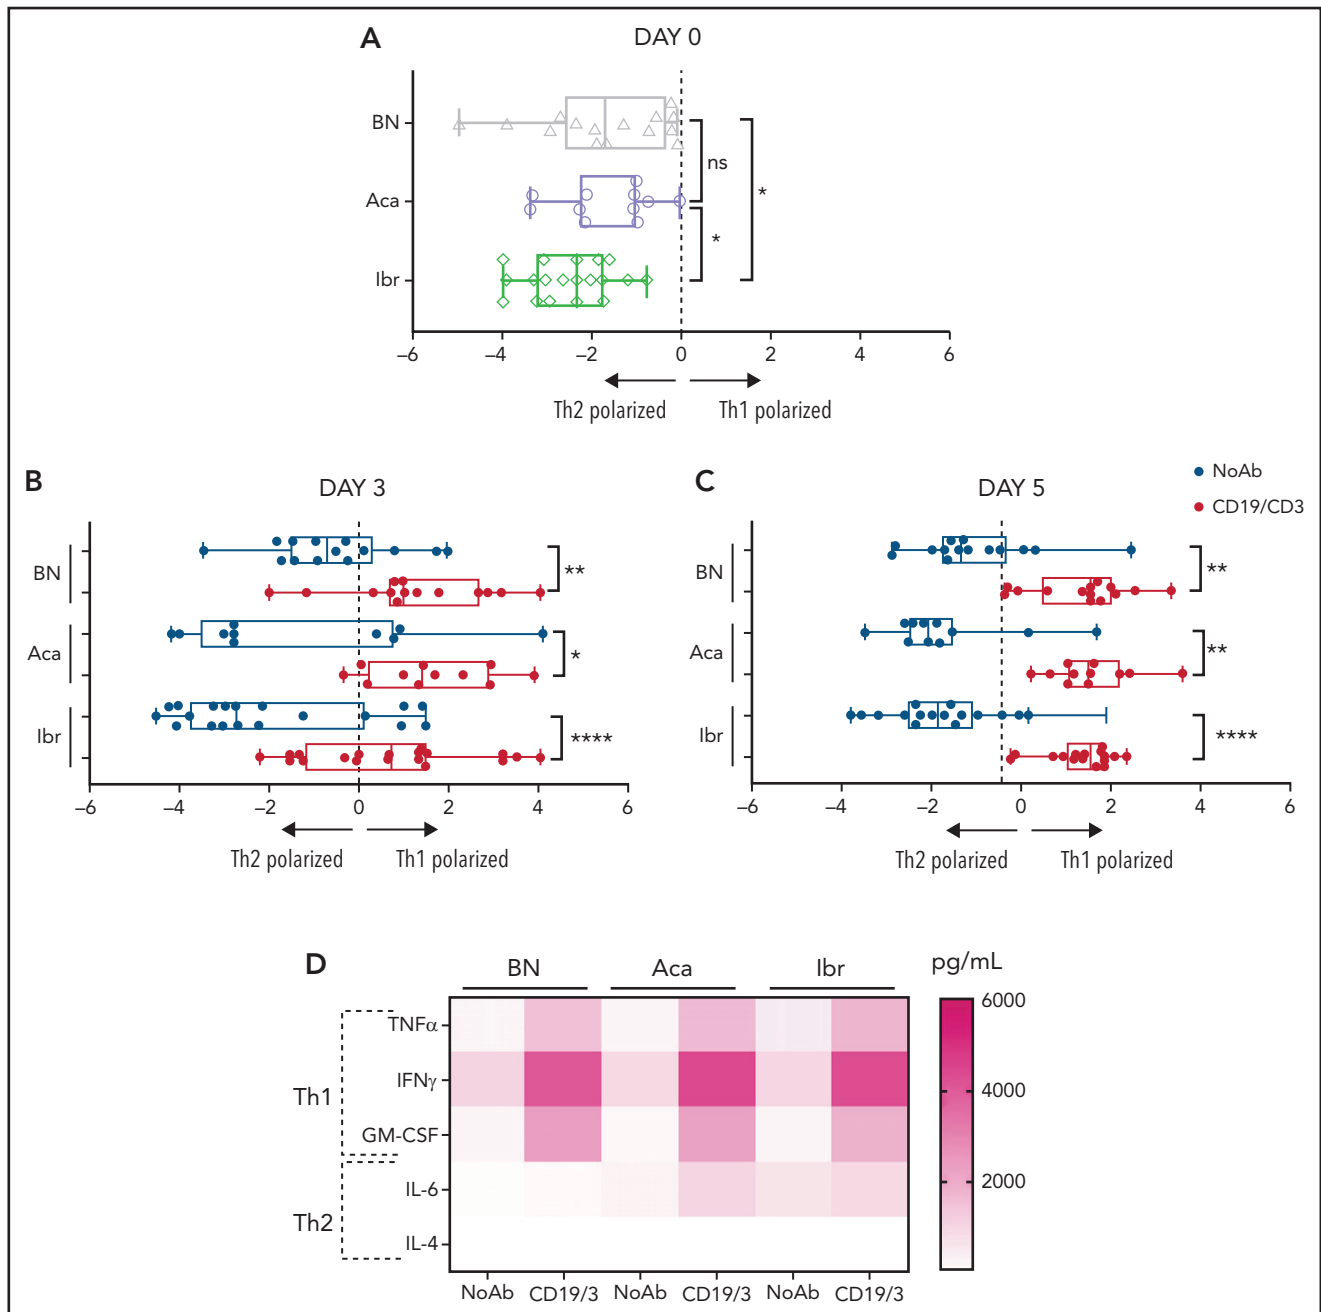 A
DAY 0
BN
Aca
Ibr
ns
*
*
–6 –4 –2 0 2 4 6
Th2 polarized Th1 polarized
B
DAY 3
BN
Aca
Ibr
**
*
****
–6 –4 –2 0 2 4 6
Th2 polarized Th1 polarized
C
DAY 5
NoAb
CD19/CD3
BN
Aca
Ibr
**
**
****
–6 –4 –2 0 2 4 6
Th2 polarized Th1 polarized
D
BN Aca Ibr
pg/mL
Th1
TNFα
IFNγ
GM-CSF
Th2
IL-6
IL-4
NoAb CD19/3 NoAb CD19/3 NoAb CD19/3
6000
4000
2000